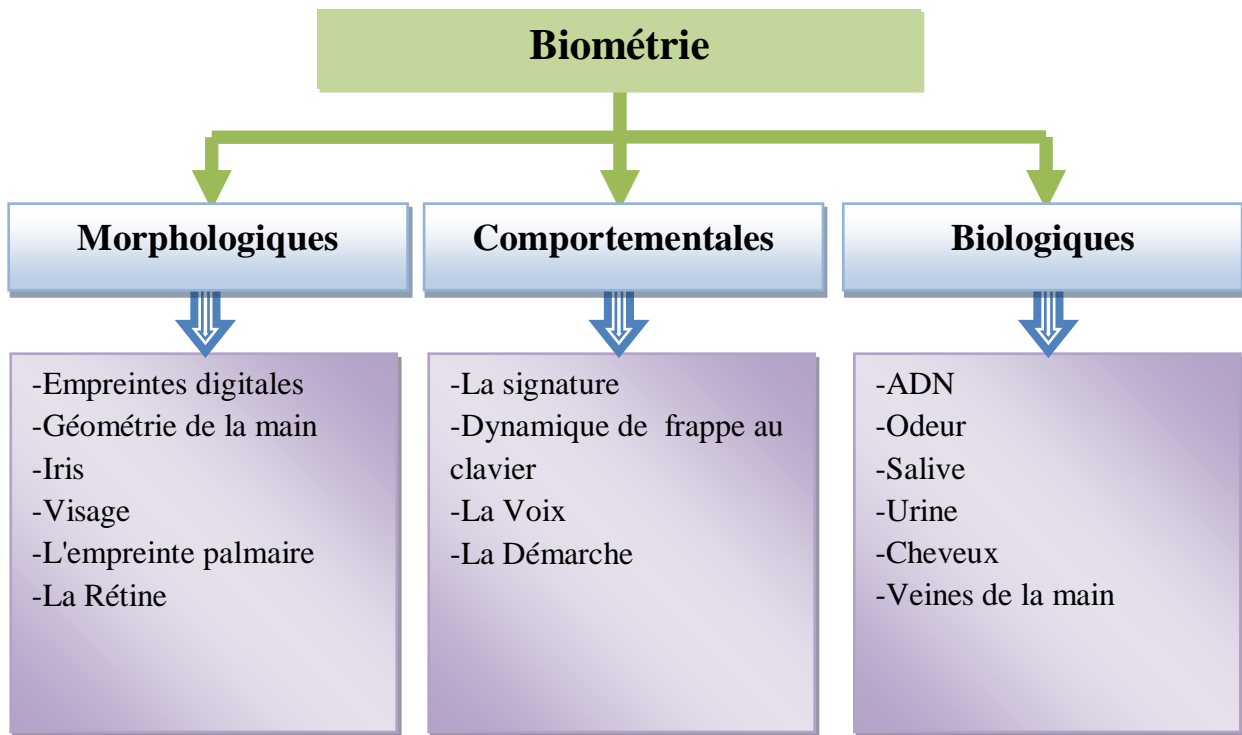 Biométrie
Morphologiques
Comportementales
Biologiques
-Empreintes digitales
-Géométrie de la main
-Iris
-Visage
-L'empreinte palmaire
-La Rétine
-La signature
-Dynamique de  frappe au
clavier
-La Voix
-La Démarche
-ADN
-Odeur
-Salive
-Urine
-Cheveux
-Veines de la main